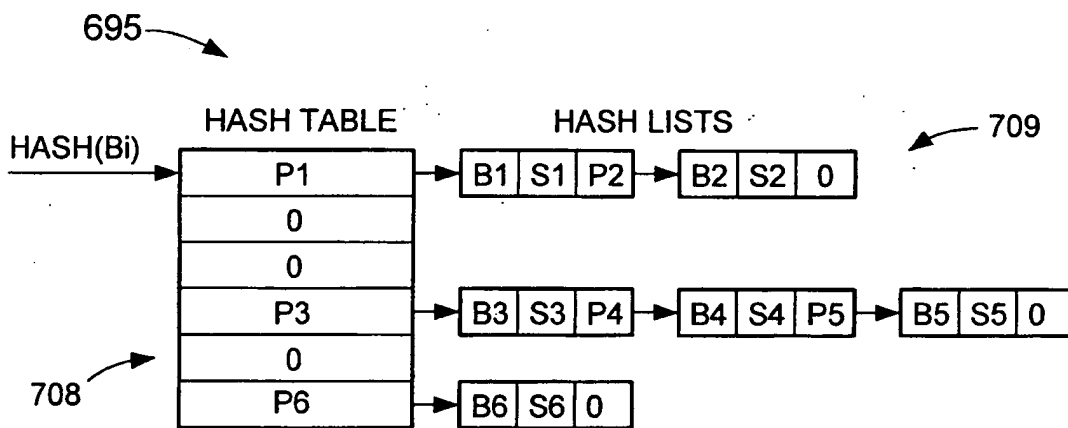 695
HASH TABLE
HASH LISTS
709
HASH(Bi)
P1
B1 S1 P2
B2 S2 0
0
0
P3
B3 S3 P4
B4 S4 P5
B5 S5 0
0
708
P6
B6 S6 0